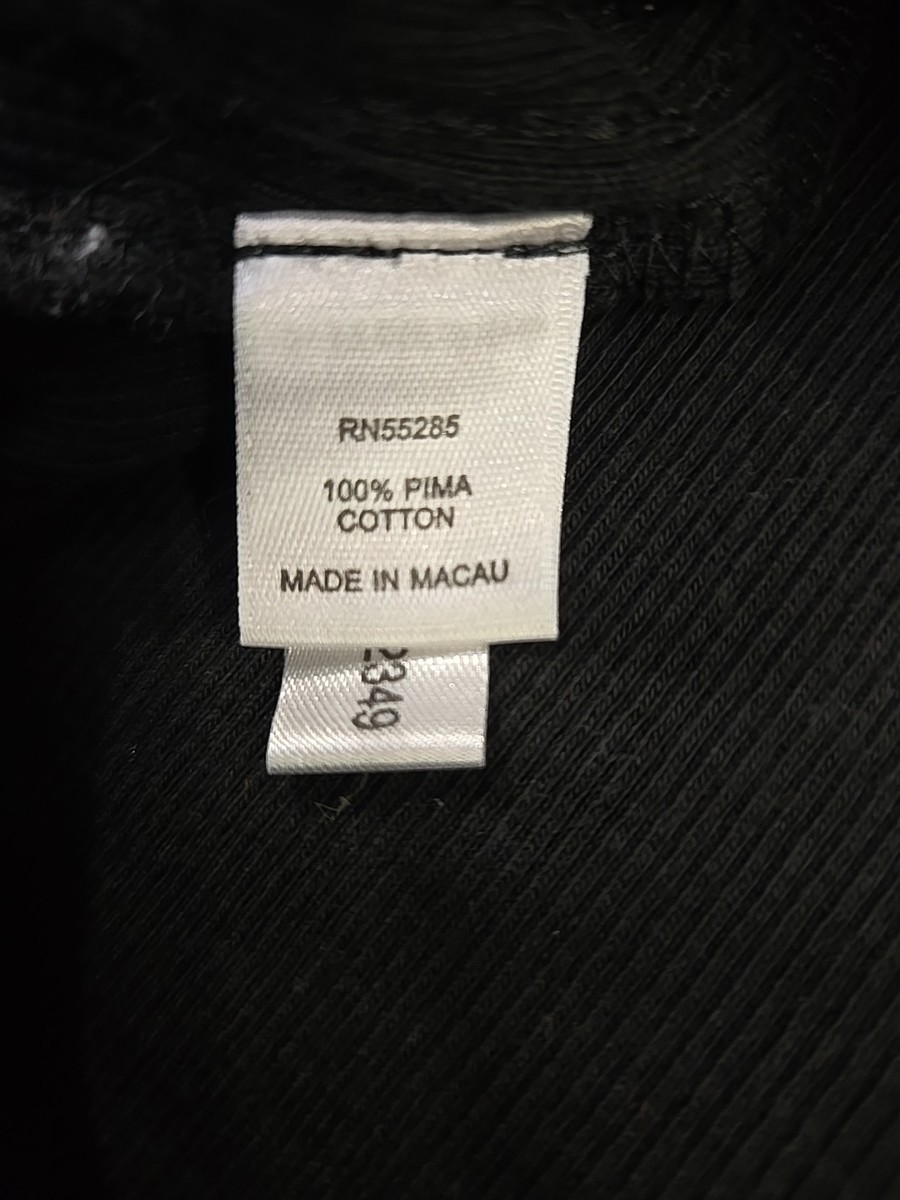 RN55285
100% PIMA
COTTON
MADE IN MACAU
2349